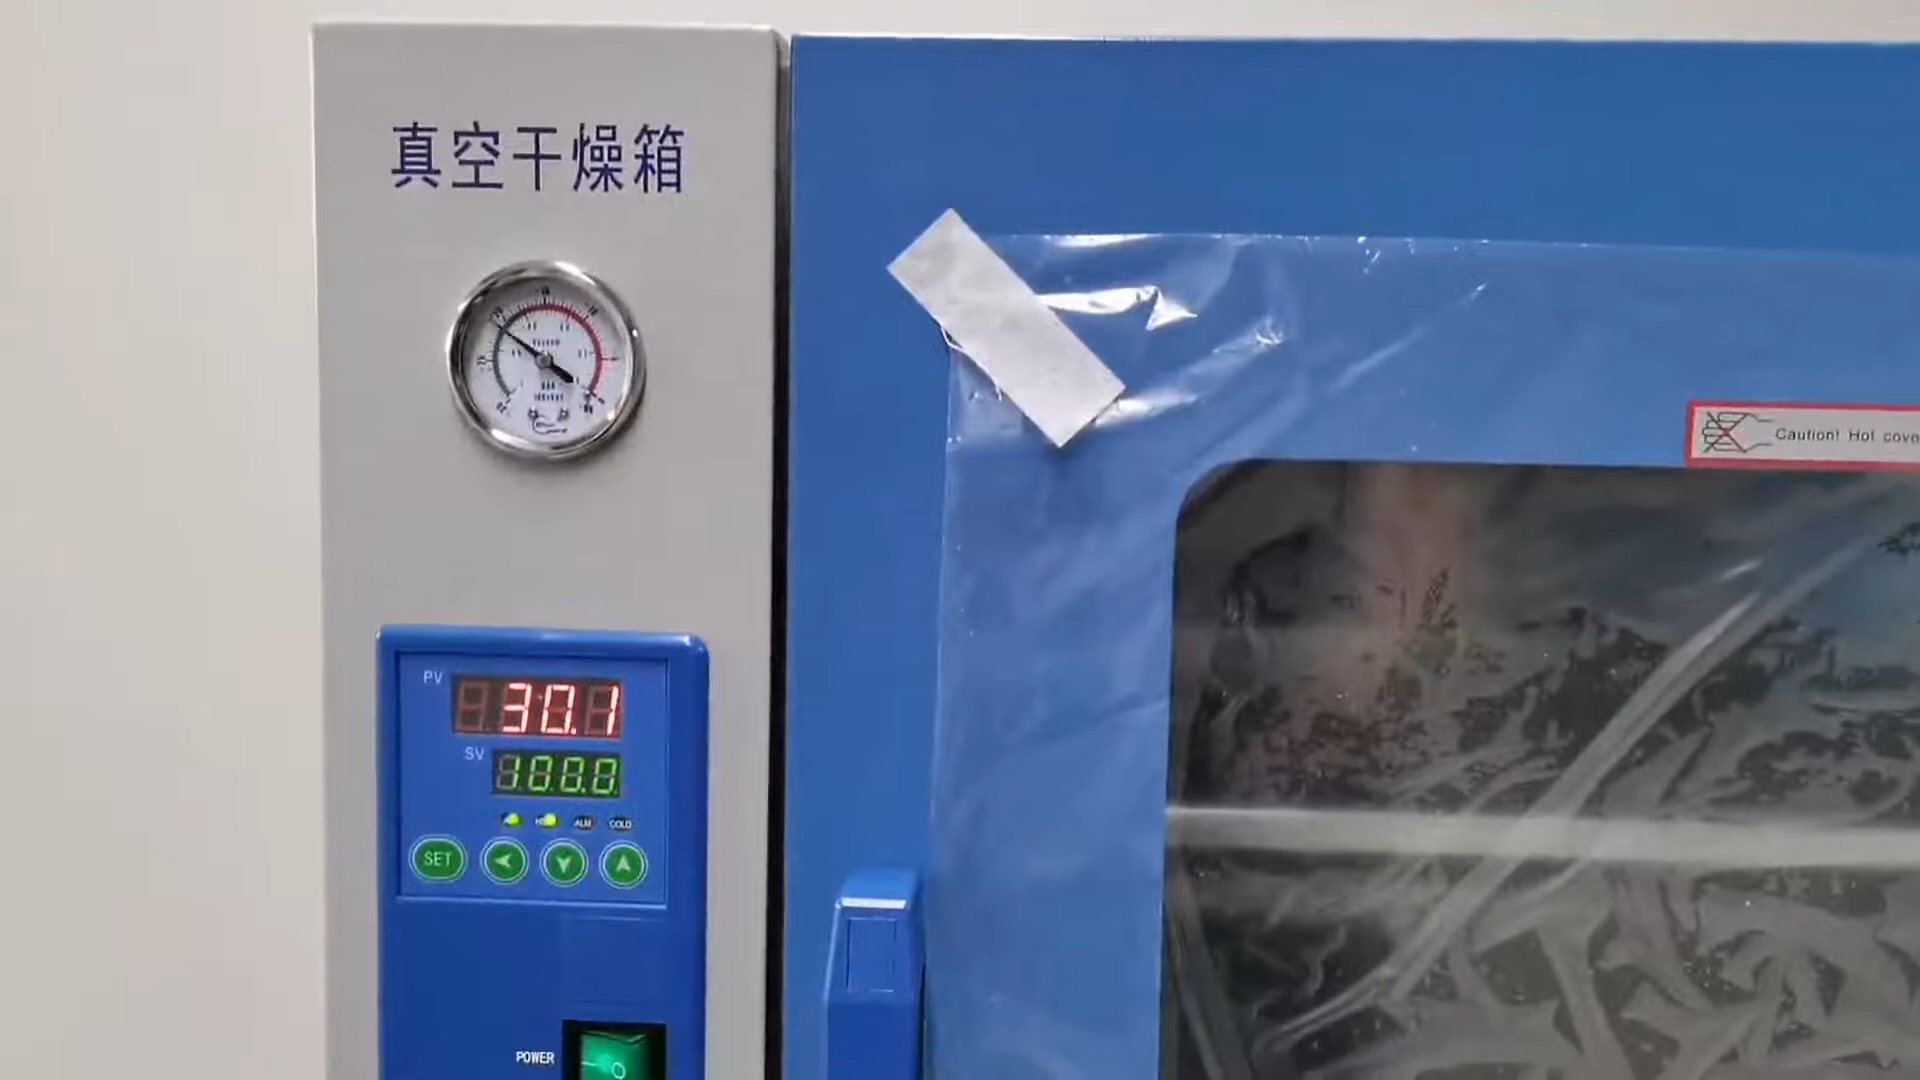 真空干燥箱
Caution! Hot cove
PV
30.1
SV
100.0
ALM COLD
SET
POWER